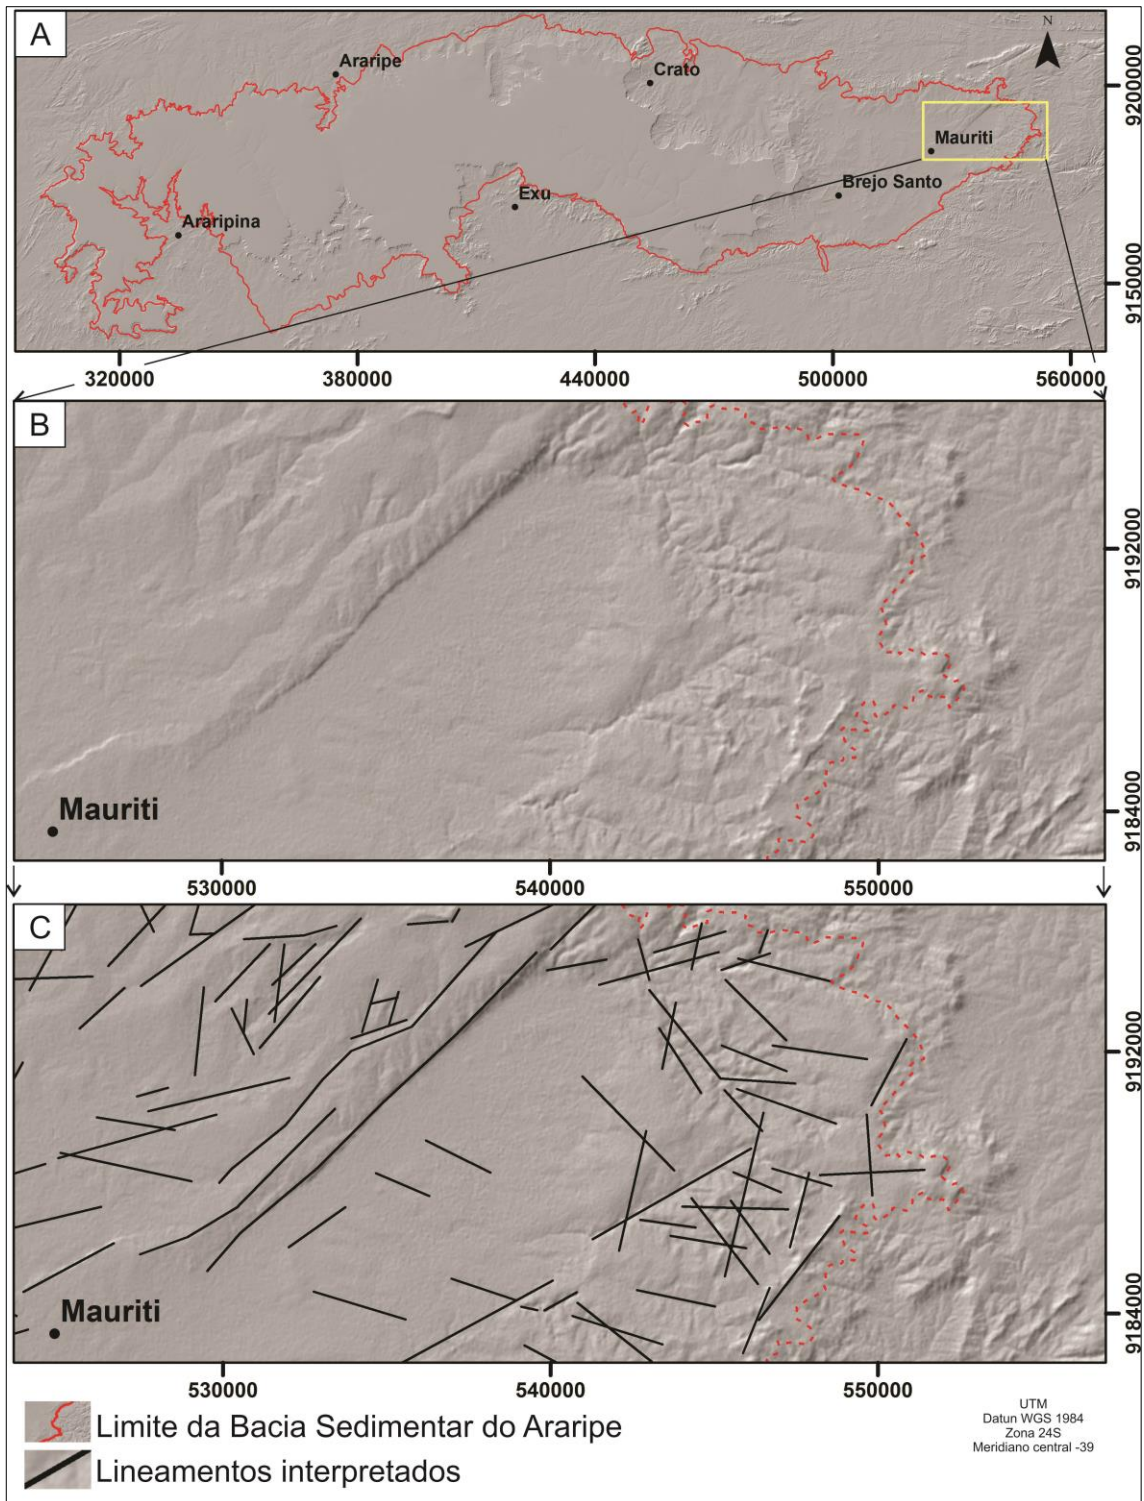 A
N
Araripe
Crato
Mauriti
Brejo Santo
Exu
Araripina
9200000
9150000
320000
380000
440000
500000
560000
B
Mauriti
9192000
9184000
530000
540000
550000
C
Mauriti
9192000
9184000
530000
540000
550000
Limite da Bacia Sedimentar do Araripe
Lineamentos interpretados
UTM
Datun WGS 1984
Zona 24S
Meridiano central -39